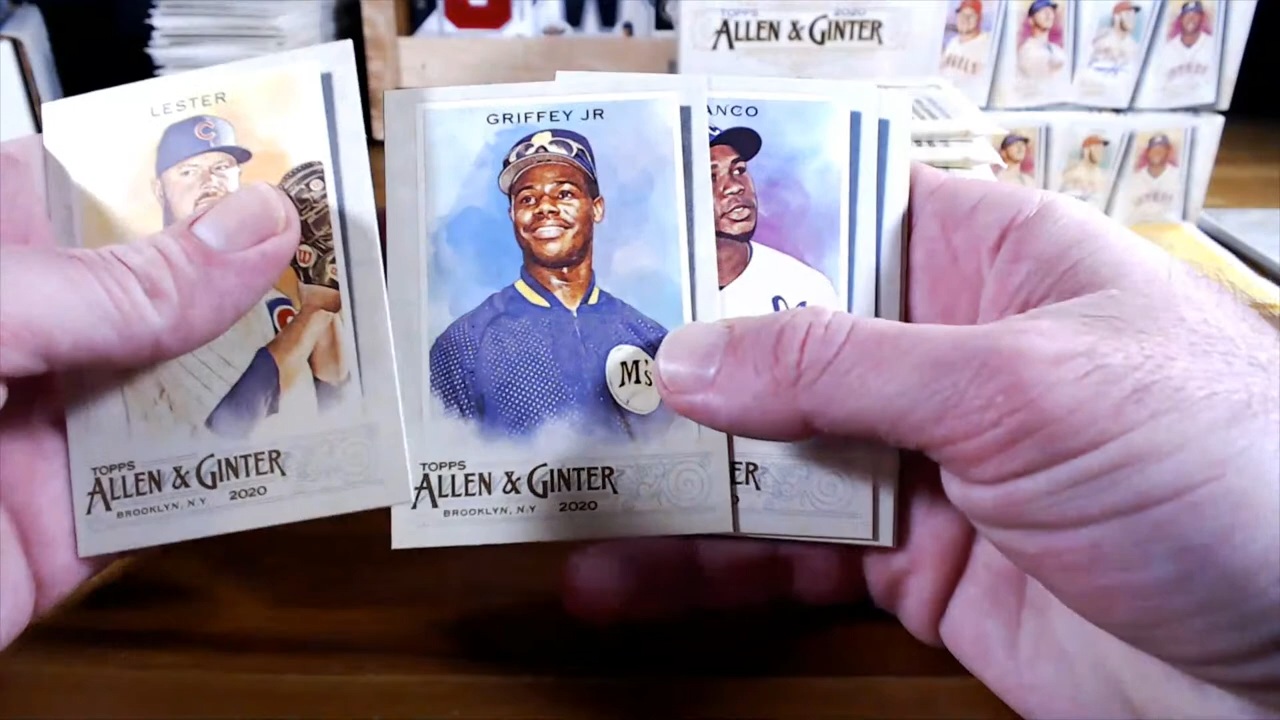 TOPPS 2020
ALLEN & GINTER
LESTER
C
TOPPS
ALLEN & GINTER
BROOKLYN, N.Y 2020
GRIFFEY JR
M's
TOPPS
ALLEN & GINTER
BROOKLYN, N.Y 2020
ANCO
ER